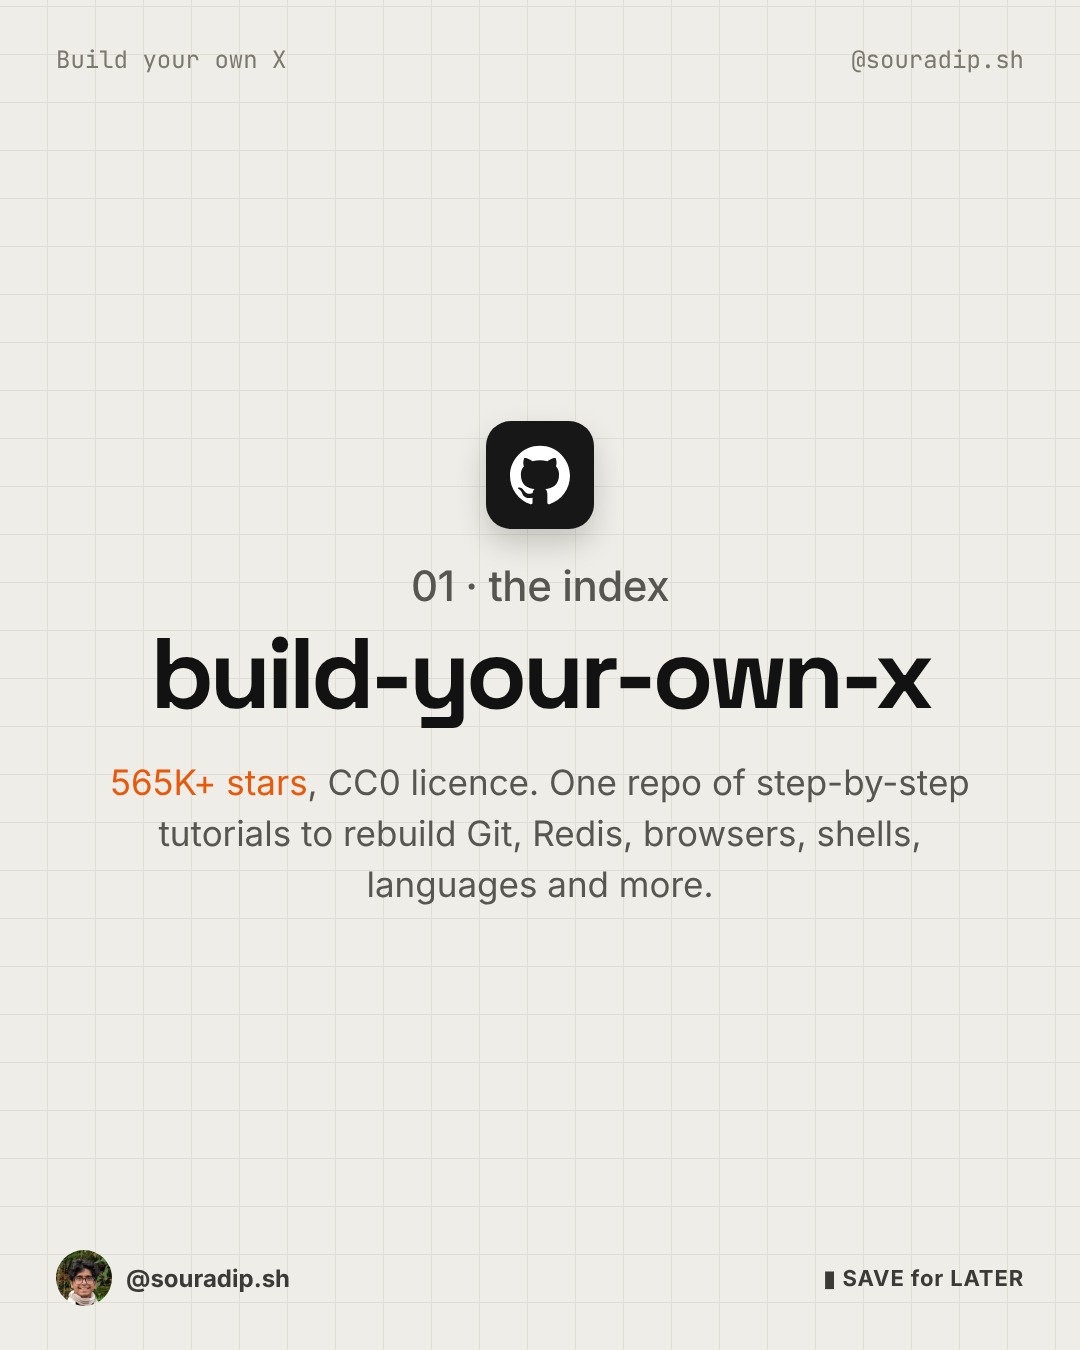 Build your own X
@souradip.sh
01 · the index
build-your-own-x
565K+ stars, CC0 licence. One repo of step-by-step
tutorials to rebuild Git, Redis, browsers, shells,
languages and more.
@souradip.sh
▮ SAVE for LATER